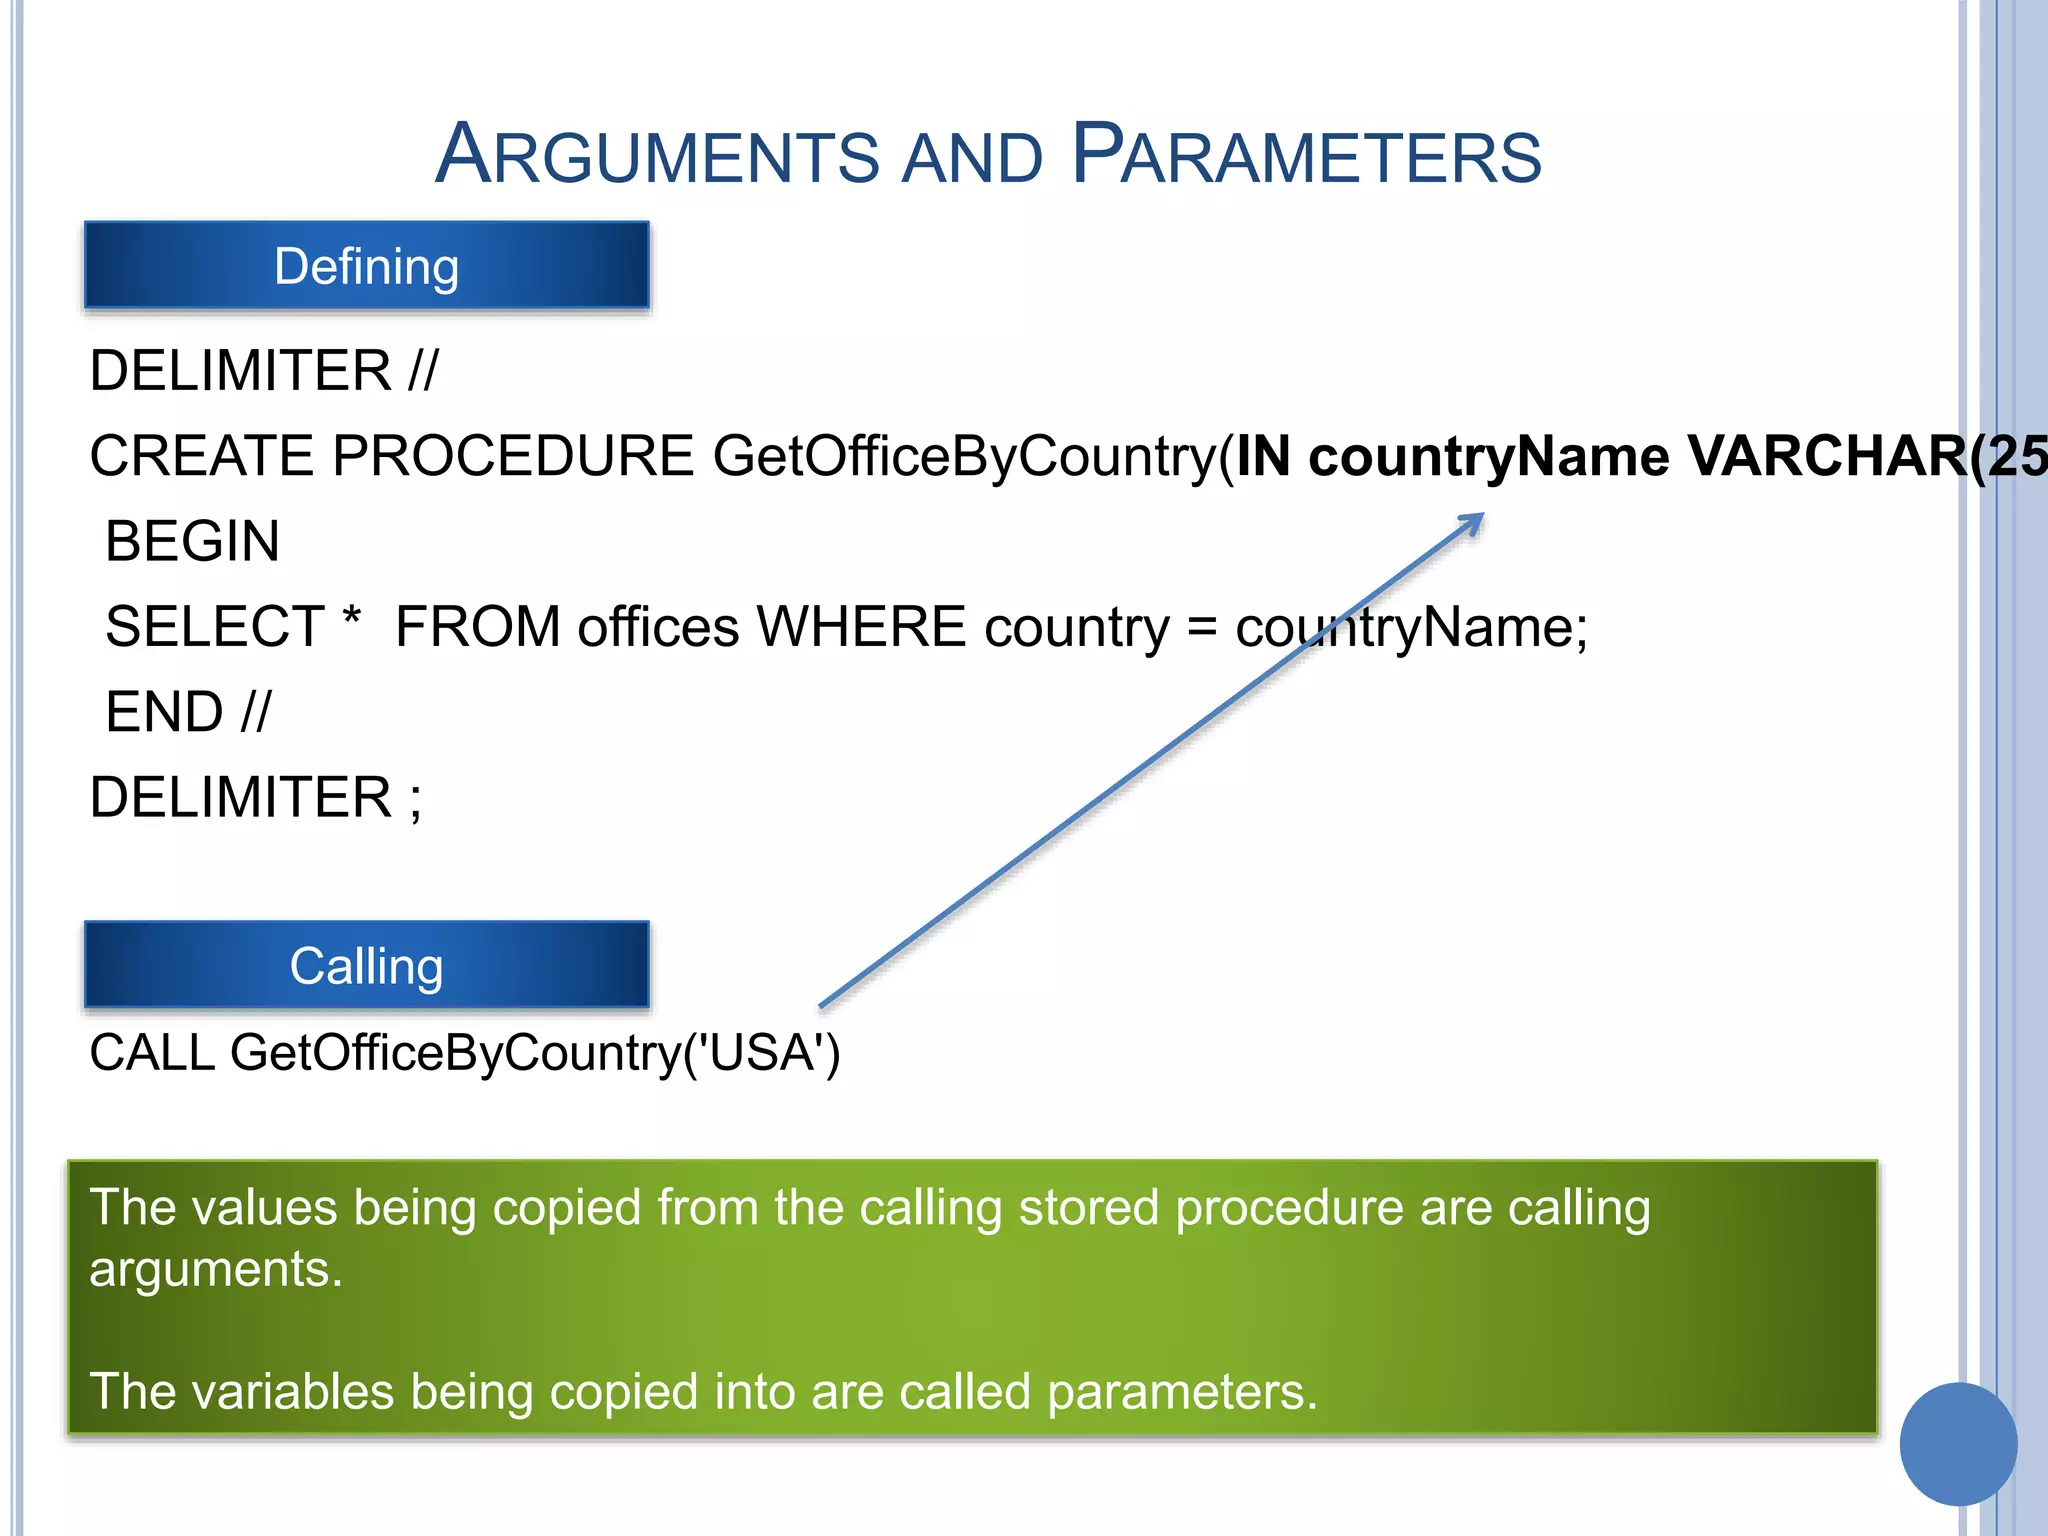 ARGUMENTS AND PARAMETERS
Defining
DELIMITER //
CREATE PROCEDURE GetOfficeByCountry(IN countryName VARCHAR(25
BEGIN
SELECT *  FROM offices WHERE country = countryName;
END //
DELIMITER ;
Calling
CALL GetOfficeByCountry('USA')
The values being copied from the calling stored procedure are calling
arguments.
The variables being copied into are called parameters.